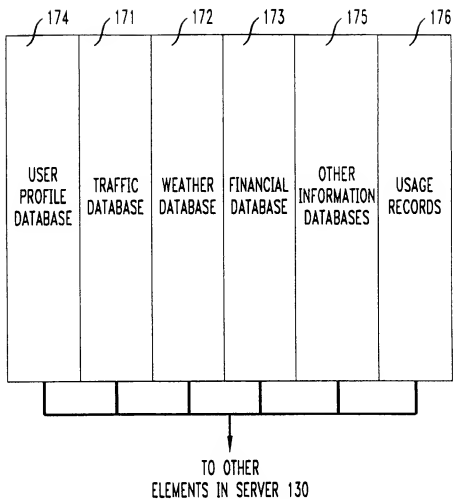 174 171 172 173 175 176
USER
PROFILE
DATABASE
TRAFFIC
DATABASE
WEATHER
DATABASE
FINANCIAL
DATABASE
OTHER
INFORMATION
DATABASES
USAGE
RECORDS
TO OTHER
ELEMENTS IN SERVER 130